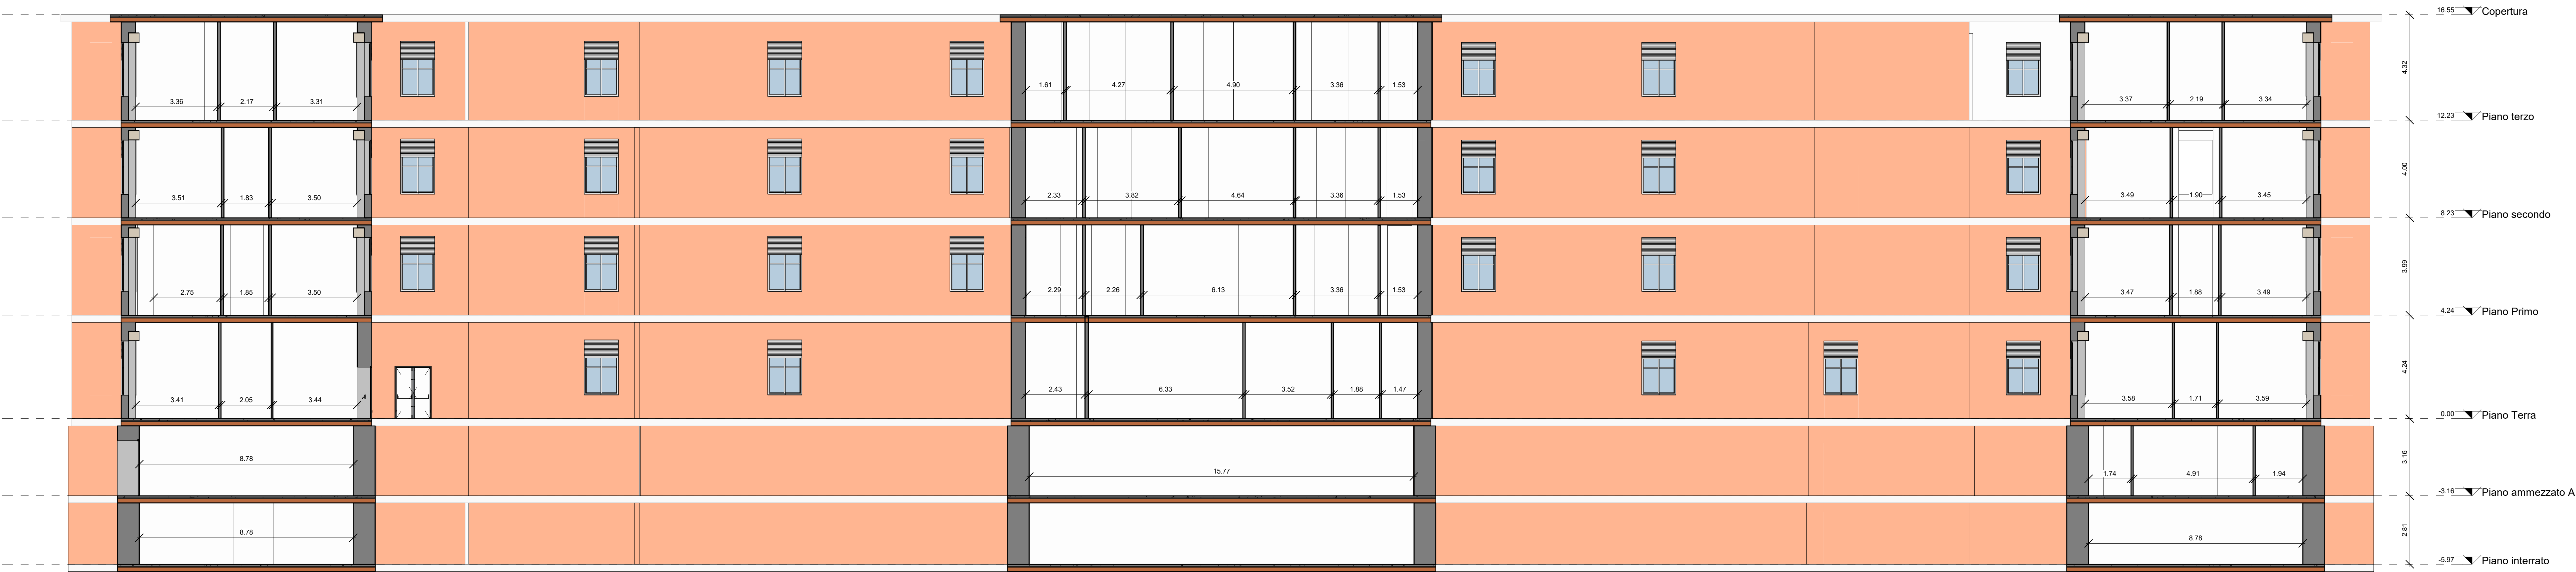 16.55 Copertura
4.32
3.36 2.17 3.31 1.61 4.27 4.90 3.36 1.53 3.37 2.19 3.34
12.23 Piano terzo
4.00
3.51 1.83 3.50 2.33 3.82 4.64 3.36 1.53 3.49 1.90 3.45
8.23 Piano secondo
3.99
2.75 1.85 3.50 2.29 2.26 6.13 3.36 1.53 3.47 1.88 3.49
4.24 Piano Primo
4.24
3.41 2.05 3.44 2.43 6.33 3.52 1.88 1.47 3.58 1.71 3.59
0.00 Piano Terra
3.16
8.78 15.77 1.74 4.91 1.94
-3.16 Piano ammezzato A
2.81
8.78 8.78
-5.97 Piano interrato